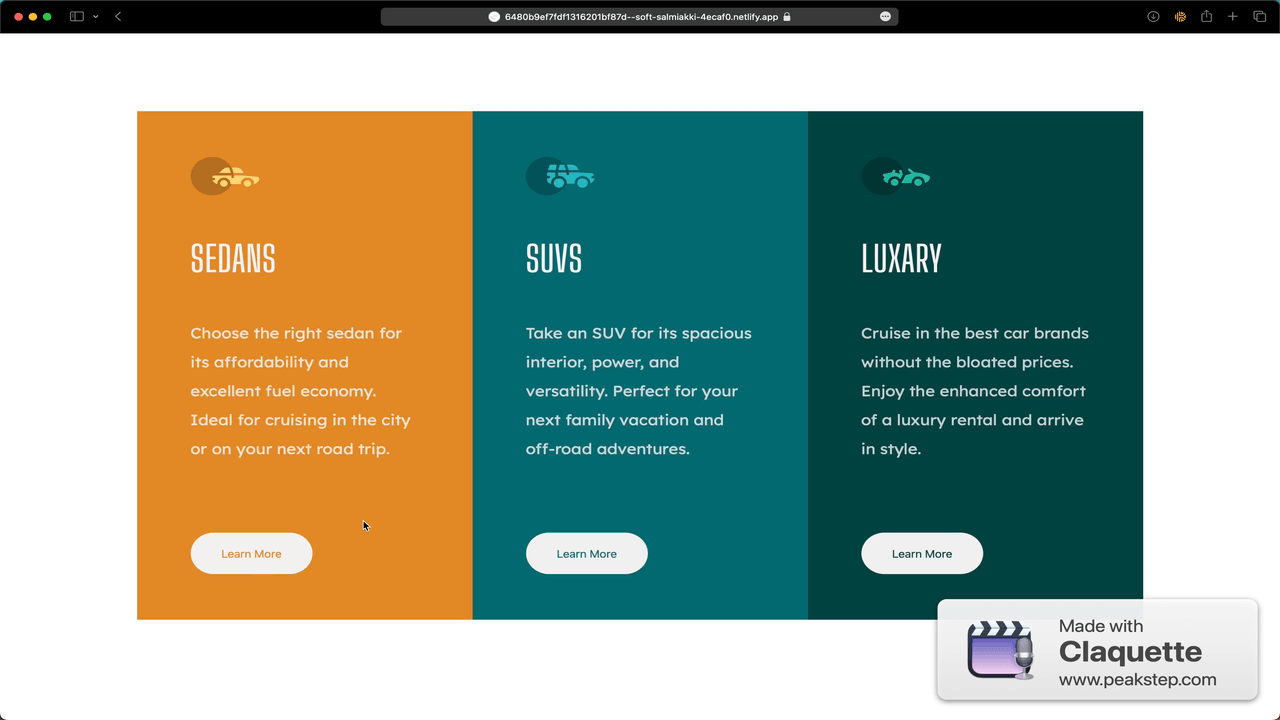 6480b9ef7fdf1316201bf87d--soft-salmiakki-4ecaf0.netlify.app
SEDANS
Choose the right sedan for
its affordability and
excellent fuel economy.
Ideal for cruising in the city
or on your next road trip.
Learn More
SUVS
Take an SUV for its spacious
interior, power, and
versatility. Perfect for your
next family vacation and
off-road adventures.
Learn More
LUXARY
Cruise in the best car brands
without the bloated prices.
Enjoy the enhanced comfort
of a luxury rental and arrive
in style.
Learn More
Made with
Claquette
www.peakstep.com